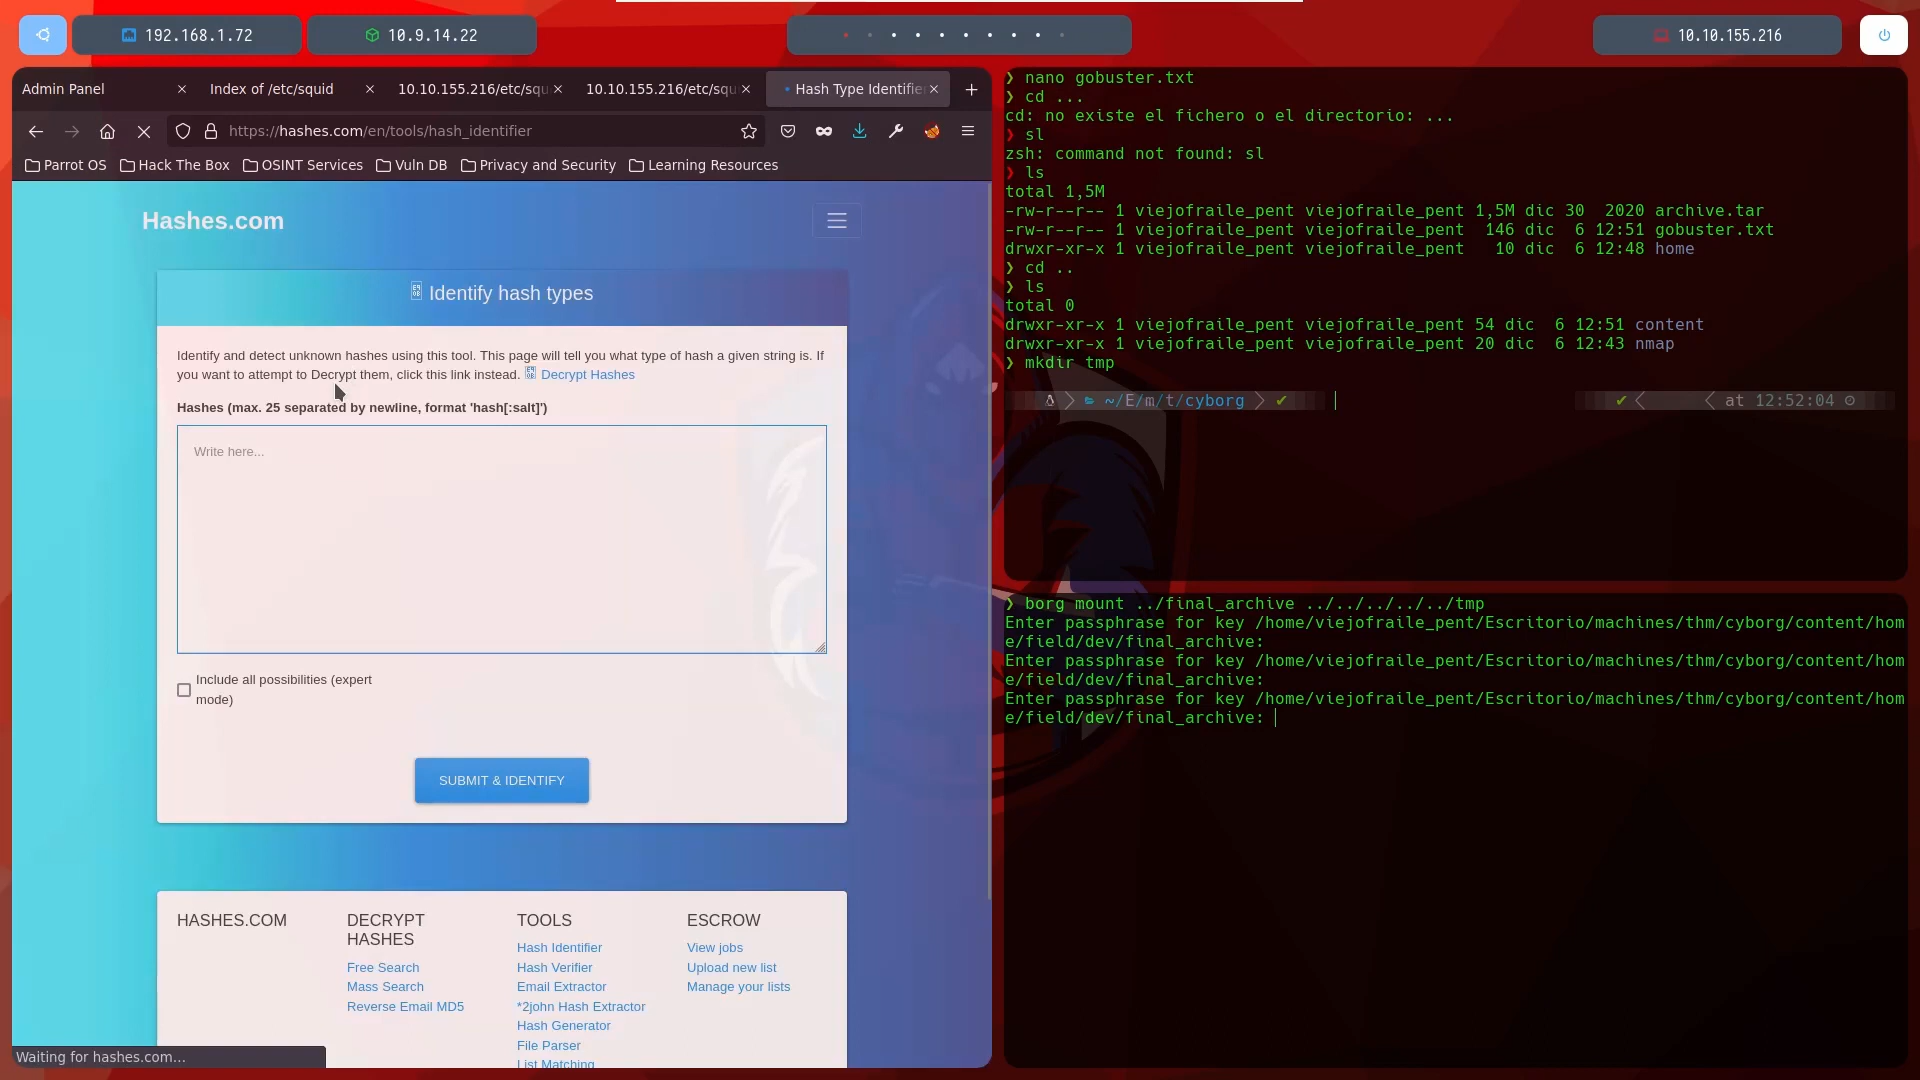 192.168.1.72
10.9.14.22
10.10.155.216
Admin Panel
Index of /etc/squid
10.10.155.216/etc/squ
10.10.155.216/etc/squ
Hash Type Identifie
https://hashes.com/en/tools/hash_identifier
Parrot OS
Hack The Box
OSINT Services
Vuln DB
Privacy and Security
Learning Resources
Hashes.com
Identify hash types
Identify and detect unknown hashes using this tool. This page will tell you what type of hash a given string is. If
you want to attempt to Decrypt them, click this link instead. Decrypt Hashes
Hashes (max. 25 separated by newline, format 'hash[:salt]')
Write here...
Include all possibilities (expert
mode)
SUBMIT & IDENTIFY
HASHES.COM
DECRYPT
HASHES
Free Search
Mass Search
Reverse Email MD5
TOOLS
Hash Identifier
Hash Verifier
Email Extractor
*2john Hash Extractor
Hash Generator
File Parser
List Matching
ESCROW
View jobs
Upload new list
Manage your lists
Waiting for hashes.com...
❯ nano gobuster.txt
❯ cd ...
cd: no existe el fichero o el directorio: ...
❯ sl
zsh: command not found: sl
❯ ls
total 1,5M
-rw-r--r-- 1 viejofraile_pent viejofraile_pent 1,5M dic 30  2020 archive.tar
-rw-r--r-- 1 viejofraile_pent viejofraile_pent  146 dic  6 12:51 gobuster.txt
drwxr-xr-x 1 viejofraile_pent viejofraile_pent   10 dic  6 12:48 home
❯ cd ..
❯ ls
total 0
drwxr-xr-x 1 viejofraile_pent viejofraile_pent 54 dic  6 12:51 content
drwxr-xr-x 1 viejofraile_pent viejofraile_pent 20 dic  6 12:43 nmap
❯ mkdir tmp
~/E/m/t/cyborg ✔ ✔ at 12:52:04
❯ borg mount ../final_archive ../../../../../tmp
Enter passphrase for key /home/viejofraile_pent/Escritorio/machines/thm/cyborg/content/hom
e/field/dev/final_archive:
Enter passphrase for key /home/viejofraile_pent/Escritorio/machines/thm/cyborg/content/hom
e/field/dev/final_archive:
Enter passphrase for key /home/viejofraile_pent/Escritorio/machines/thm/cyborg/content/hom
e/field/dev/final_archive: